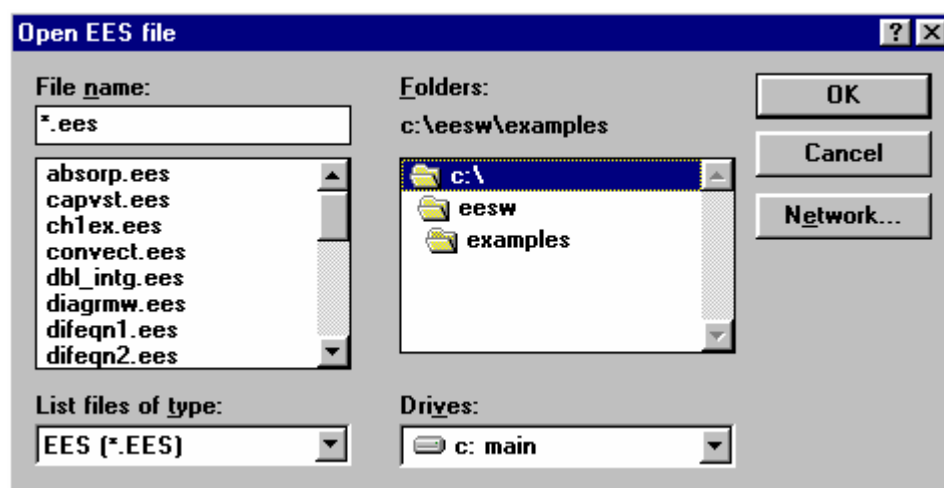 Open EES file
File name:
*.ees
absorp.ees
capvst.ees
ch1ex.ees
convect.ees
dbl_intg.ees
diagrmw.ees
difeqn1.ees
difeqn2.ees
List files of type:
EES (*.EES)
Folders:
c:\eesw\examples
c:\
eesw
examples
Drives:
c: main
OK
Cancel
Network...